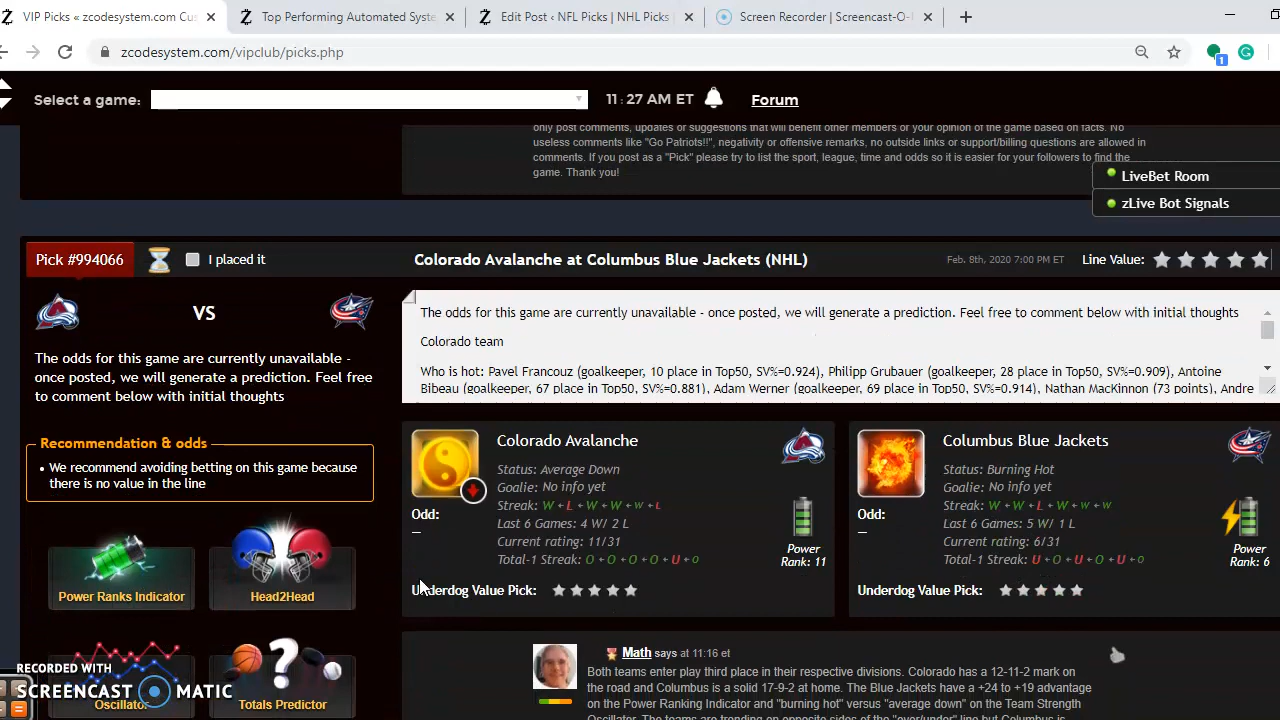 VIP Picks « zcodesystem.com Cus
Top Performing Automated Syste
Edit Post ‹ NFL Picks | NHL Picks
Screen Recorder | Screencast-O-
zcodesystem.com/vipclub/picks.php
1
Select a game:
11:27 AM ET
Forum
only post comments, updates or suggestions that will benefit other members or your opinion of the game based on facts. No
useless comments like "Go Patriots!!", negativity or offensive remarks, no outside links or support/billing questions are allowed in
comments. If you post as a "Pick" please try to list the sport, league, time and odds so it is easier for your followers to find the
game. Thank you!
LiveBet Room
zLive Bot Signals
Pick #994066
I placed it
Colorado Avalanche at Columbus Blue Jackets (NHL)
Feb. 8th, 2020 7:00 PM ET
Line Value:
VS
The odds for this game are currently unavailable -
once posted, we will generate a prediction. Feel free
to comment below with initial thoughts
The odds for this game are currently unavailable - once posted, we will generate a prediction. Feel free to comment below with initial thoughts
Colorado team
Who is hot: Pavel Francouz (goalkeeper, 10 place in Top50, SV%=0.924), Philipp Grubauer (goalkeeper, 28 place in Top50, SV%=0.909), Antoine
Bibeau (goalkeeper, 67 place in Top50, SV%=0.881), Adam Werner (goalkeeper, 69 place in Top50, SV%=0.914), Nathan MacKinnon (73 points), Andre
Recommendation & odds
• We recommend avoiding betting on this game because
there is no value in the line
Power Ranks Indicator
Head2Head
Oscillator
Totals Predictor
Colorado Avalanche
Status: Average Down
Goalie: No info yet
Streak: W ← L ← W ← W ← W ← L
Odd:
—
Last 6 Games: 4 W/ 2 L
Current rating: 11/31
Total-1 Streak: O ← O ← O ← O ← U ← O
Power
Rank: 11
Underdog Value Pick:
Columbus Blue Jackets
Status: Burning Hot
Goalie: No info yet
Streak: W ← W ← L ← W ← W ← W
Odd:
—
Last 6 Games: 5 W/ 1 L
Current rating: 6/31
Total-1 Streak: U ← O ← U ← O ← U ← O
Power
Rank: 6
Underdog Value Pick:
Math says at 11:16 et
Both teams enter play third place in their respective divisions. Colorado has a 12-11-2 mark on
the road and Columbus is a solid 17-9-2 at home. The Blue Jackets have a +24 to +19 advantage
on the Power Ranking Indicator and "burning hot" versus "average down" on the Team Strength
Oscillator. The teams are trending on opposite sides of the "over/under" line but Columbus is
RECORDED WITH
SCREENCAST MATIC